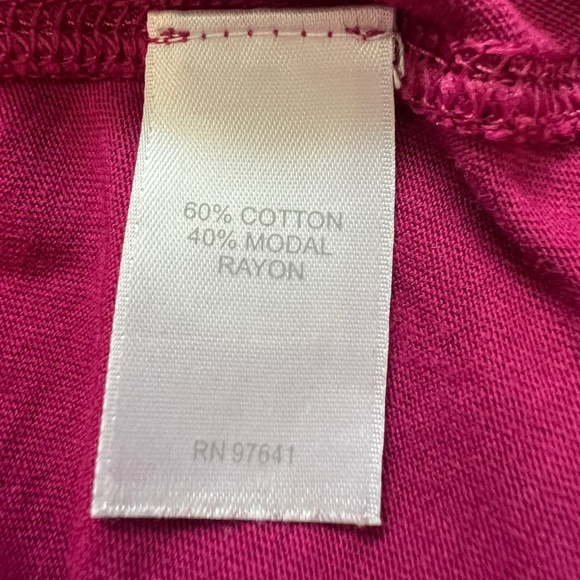 60% COTTON
40% MODAL
RAYON
RN 97641